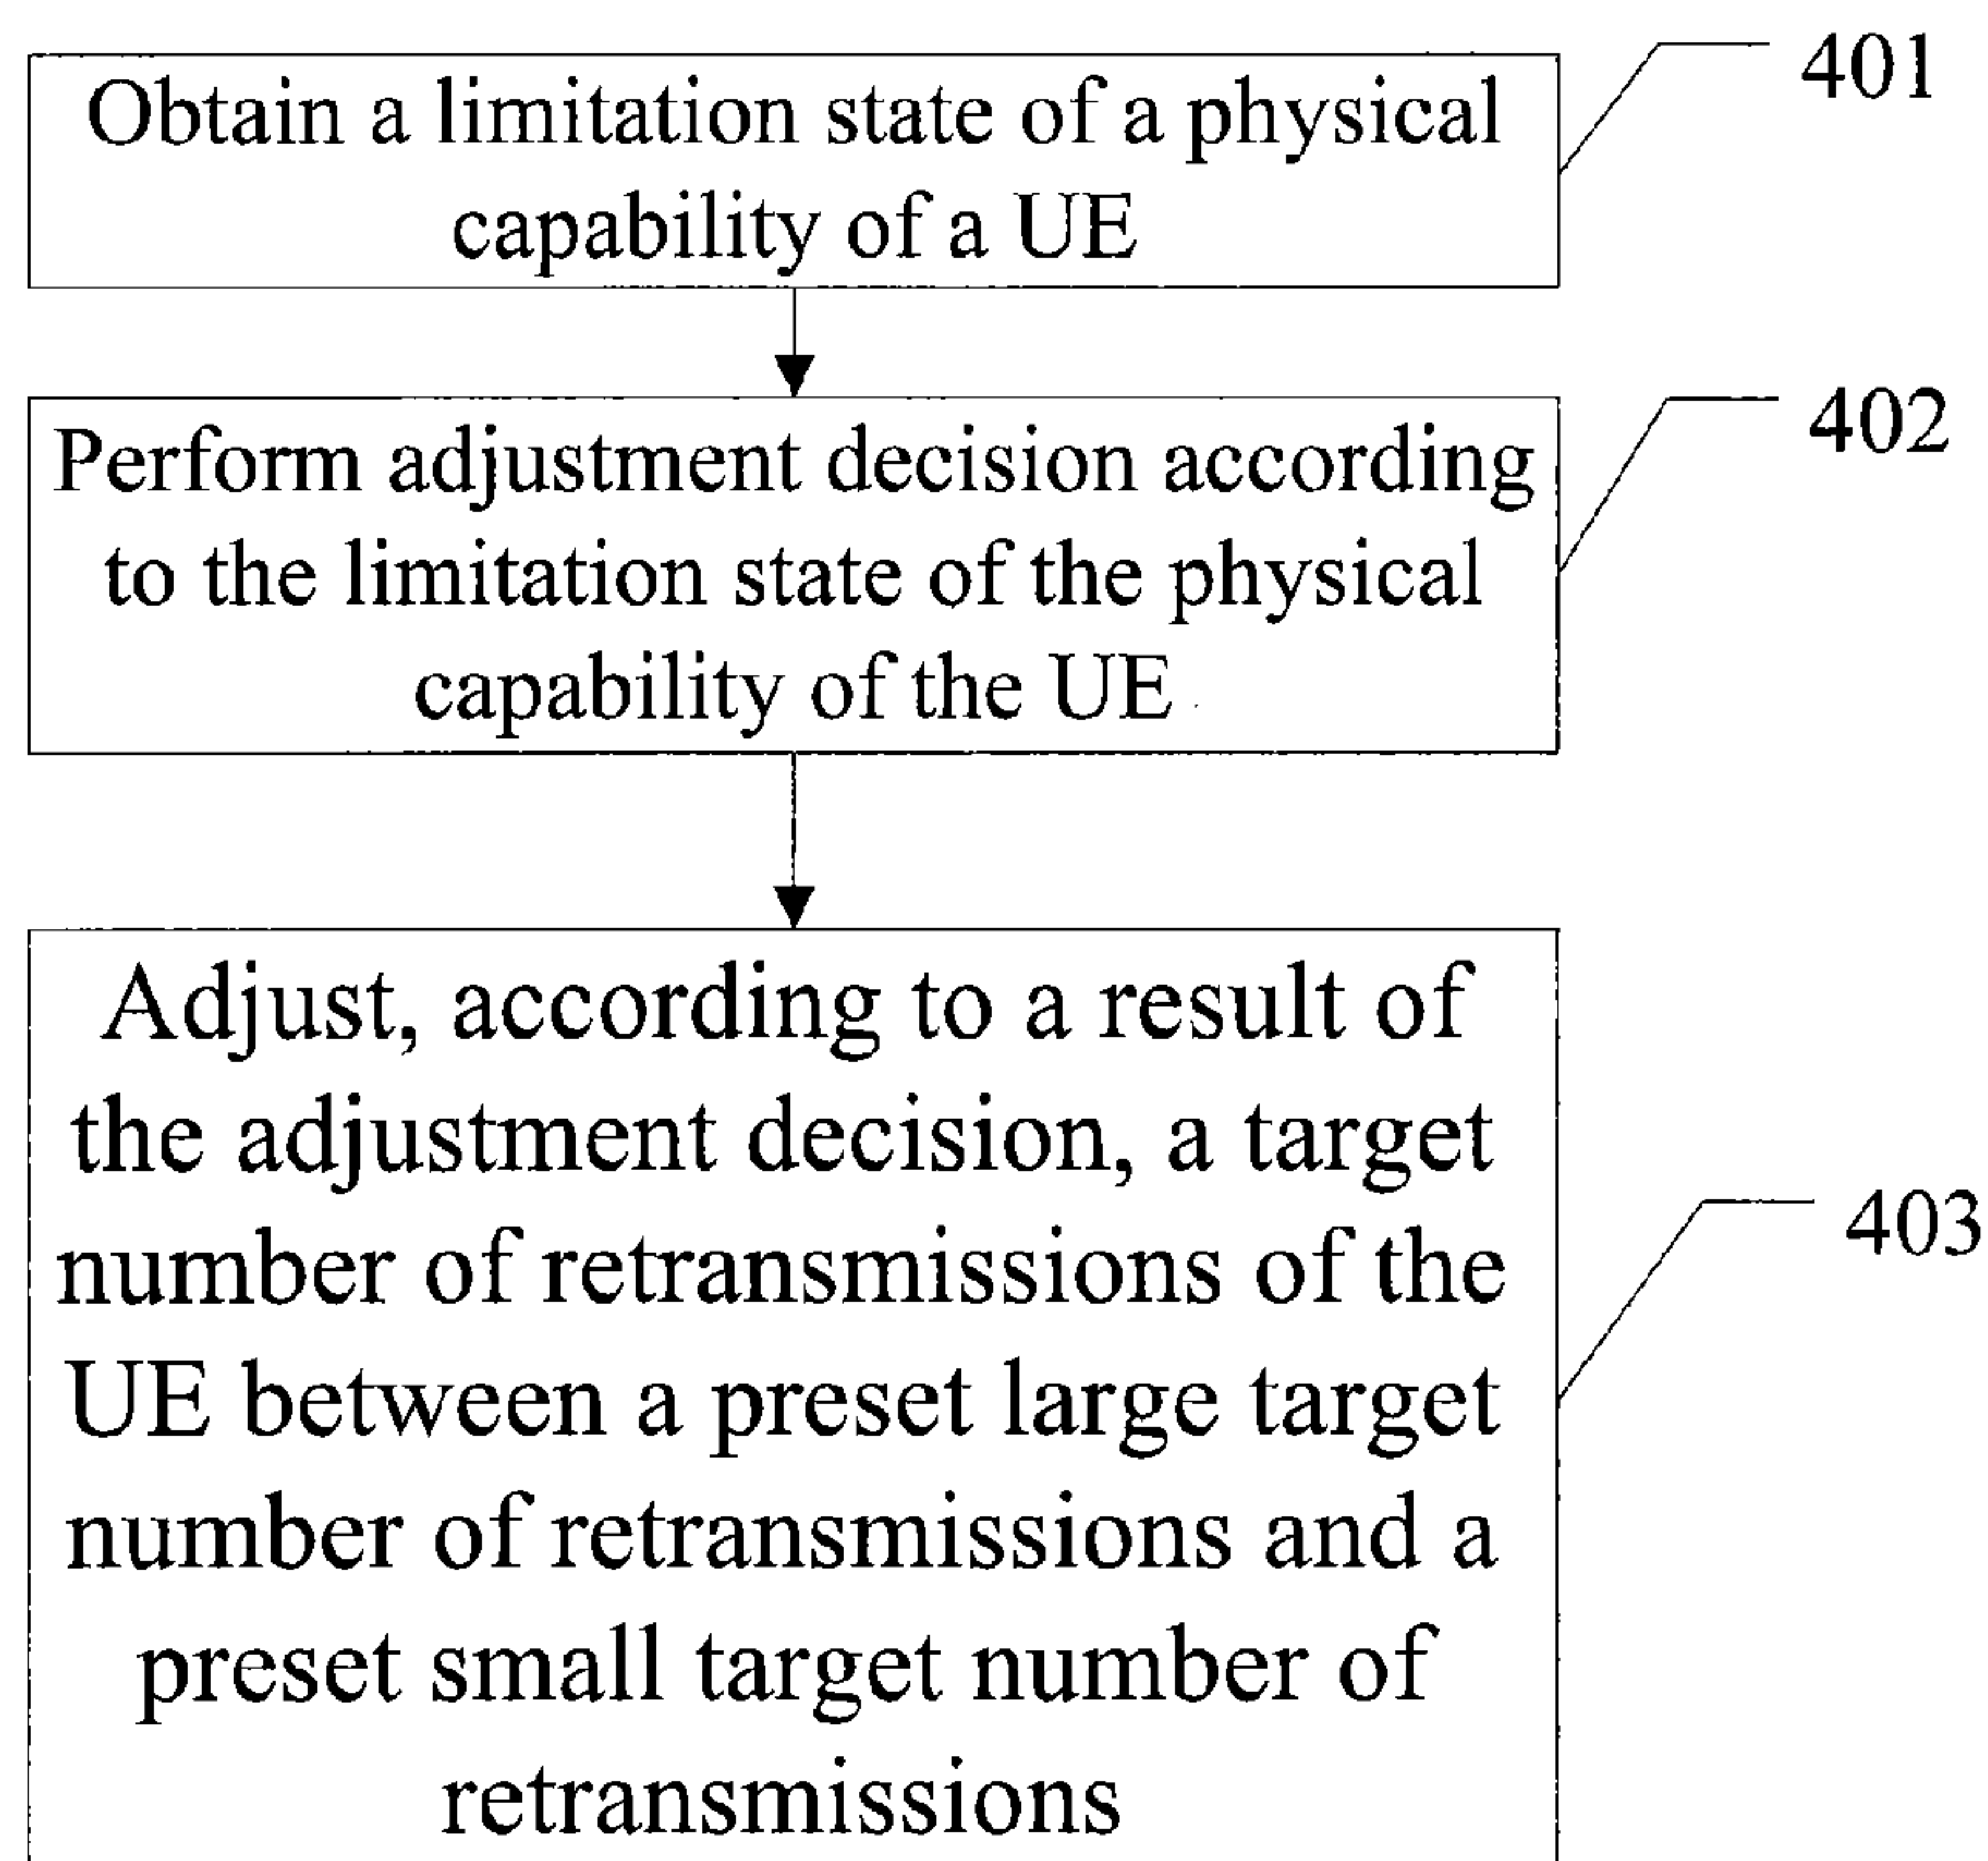 Obtain a limitation state of a physical
capability of a UE
401
Perform adjustment decision according
to the limitation state of the physical
capability of the UE
402
Adjust, according to a result of
the adjustment decision, a target
number of retransmissions of the
UE between a preset large target
number of retransmissions and a
preset small target number of
retransmissions
403